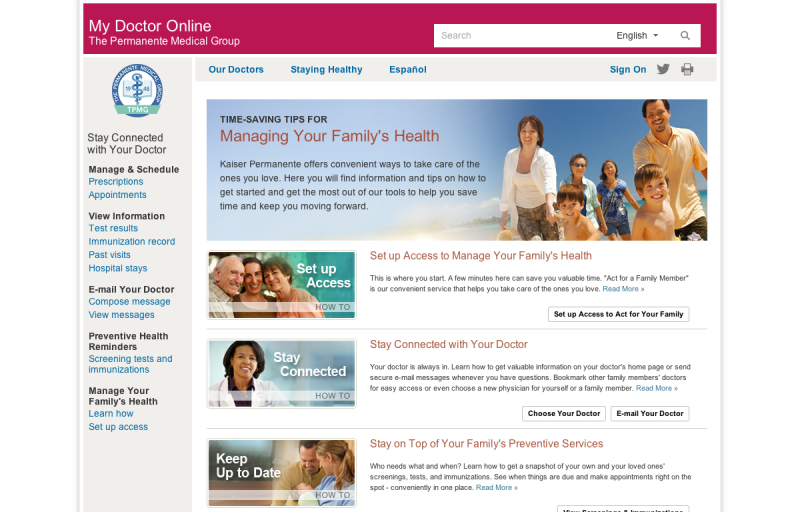 My Doctor Online
The Permanente Medical Group
Search
English
THE PERMANENTE MEDICAL GROUP
1948
TPMG
Our Doctors
Staying Healthy
Español
Sign On
Stay Connected
with Your Doctor
Manage & Schedule
Prescriptions
Appointments
View Information
Test results
Immunization record
Past visits
Hospital stays
E-mail Your Doctor
Compose message
View messages
Preventive Health
Reminders
Screening tests and
immunizations
Manage Your
Family's Health
Learn how
Set up access
TIME-SAVING TIPS FOR
Managing Your Family's Health
Kaiser Permanente offers convenient ways to take care of the
ones you love. Here you will find information and tips on how to
get started and get the most out of our tools to help you save
time and keep you moving forward.
Set up
Access
HOW TO
Set up Access to Manage Your Family's Health
This is where you start. A few minutes here can save you valuable time. "Act for a Family Member"
is our convenient service that helps you take care of the ones you love. Read More »
Set up Access to Act for Your Family
Stay
Connected
HOW TO
Stay Connected with Your Doctor
Your doctor is always in. Learn how to get valuable information on your doctor's home page or send
secure e-mail messages whenever you have questions. Bookmark other family members' doctors
for easy access or even choose a new physician for yourself or a family member. Read More »
Choose Your Doctor
E-mail Your Doctor
Keep
Up to Date
HOW TO
Stay on Top of Your Family's Preventive Services
Who needs what and when? Learn how to get a snapshot of your own and your loved ones'
screenings, tests, and immunizations. See when things are due and make appointments right on the
spot - conveniently in one place. Read More »
View Screenings & Immunizations